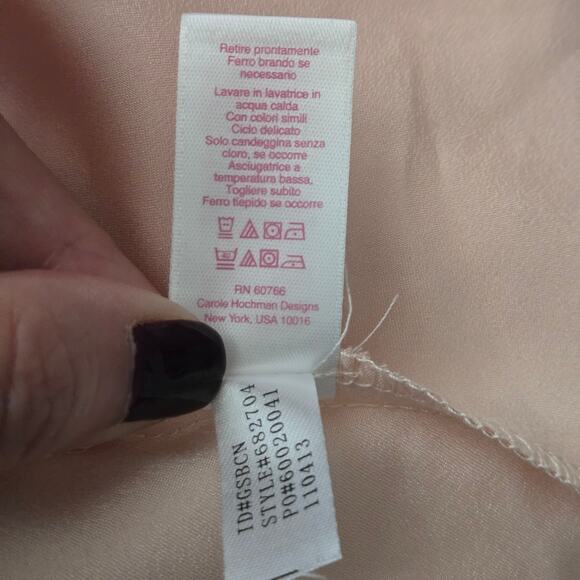 Retire prontamente
Ferro brando se
necessario
Lavare in lavatrice in
acqua calda
Con colori simili
Ciclo delicato
Solo candeggina senza
cloro, se occorre
Asciugatrice a
temperatura bassa,
Togliere subito
Ferro tiepido se occorre
RN 60766
Carole Hochman Designs
New York, USA 10016
ID#GSBCN
STYLE#682704
PO#60020041
110413